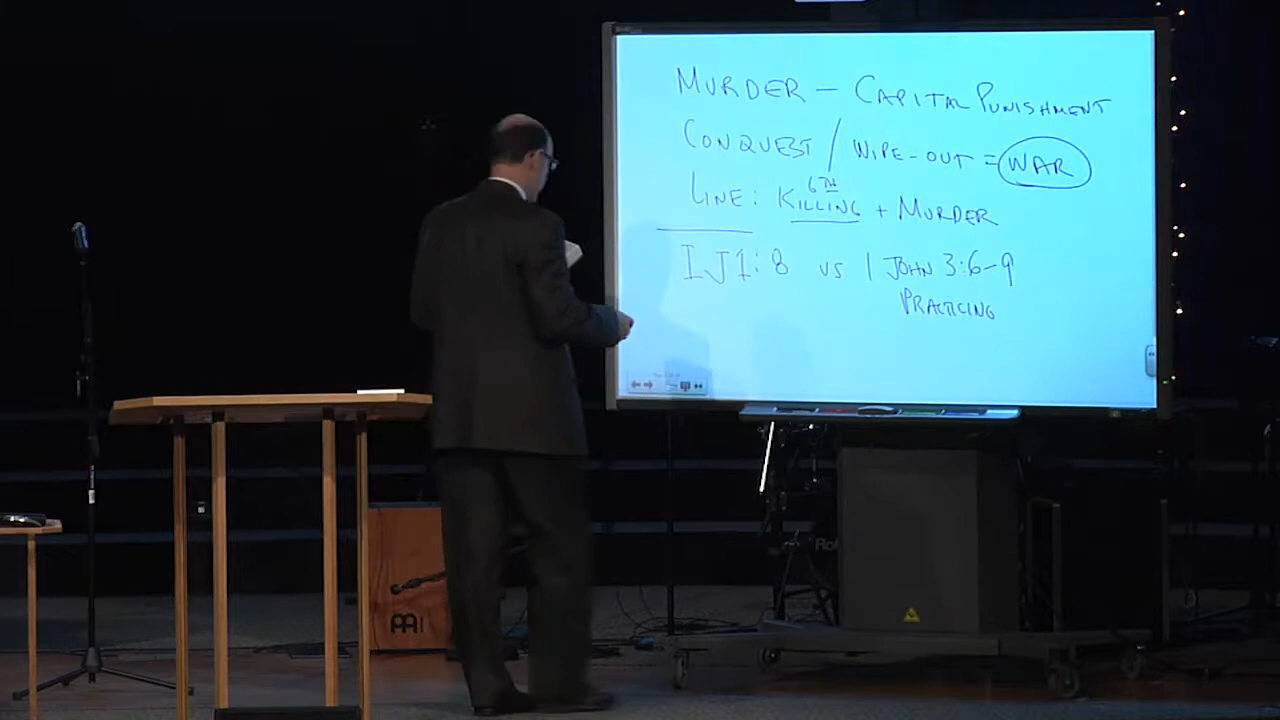 MURDER — CAPITAL PUNISHMENT
CONQUEST / WIPE-OUT = WAR
6TH
LINE: KILLING + MURDER
I J 1:8 VS 1 JOHN 3:6-9
PRACTICING